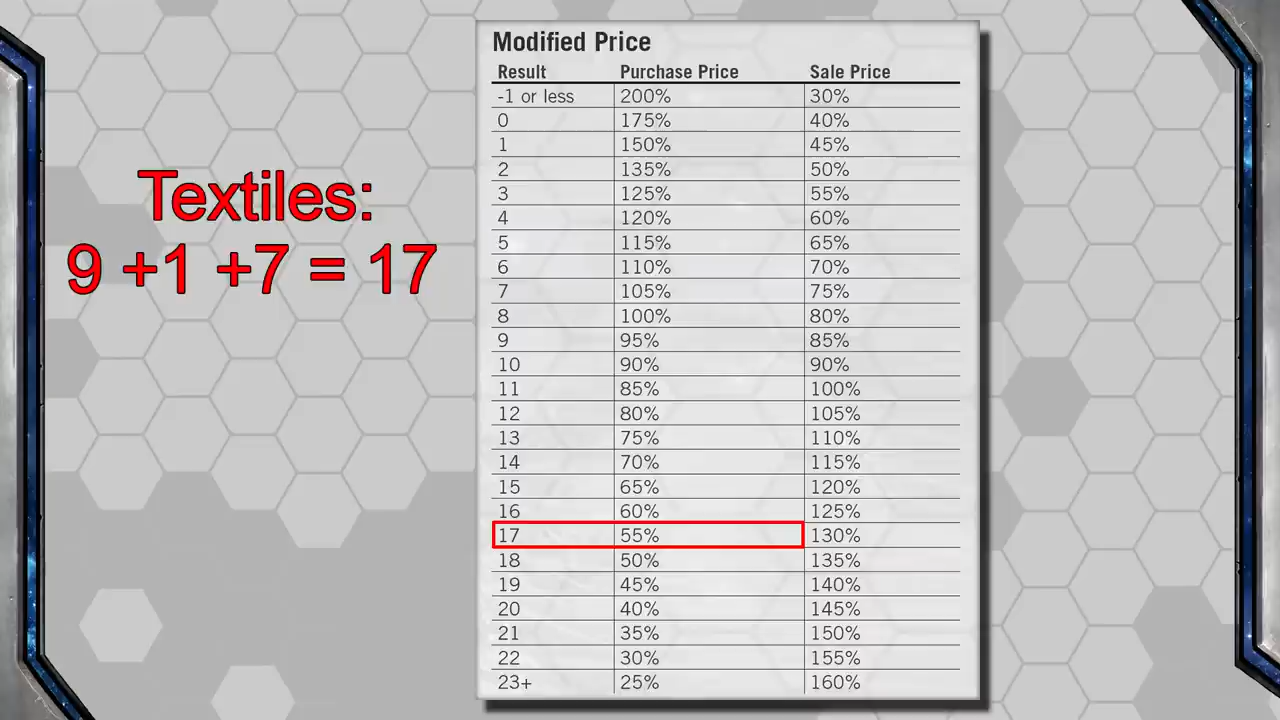 Textiles:
9 +1 +7 = 17
Modified Price
Result Purchase Price Sale Price
-1 or less 200% 30%
0 175% 40%
1 150% 45%
2 135% 50%
3 125% 55%
4 120% 60%
5 115% 65%
6 110% 70%
7 105% 75%
8 100% 80%
9 95% 85%
10 90% 90%
11 85% 100%
12 80% 105%
13 75% 110%
14 70% 115%
15 65% 120%
16 60% 125%
17 55% 130%
18 50% 135%
19 45% 140%
20 40% 145%
21 35% 150%
22 30% 155%
23+ 25% 160%